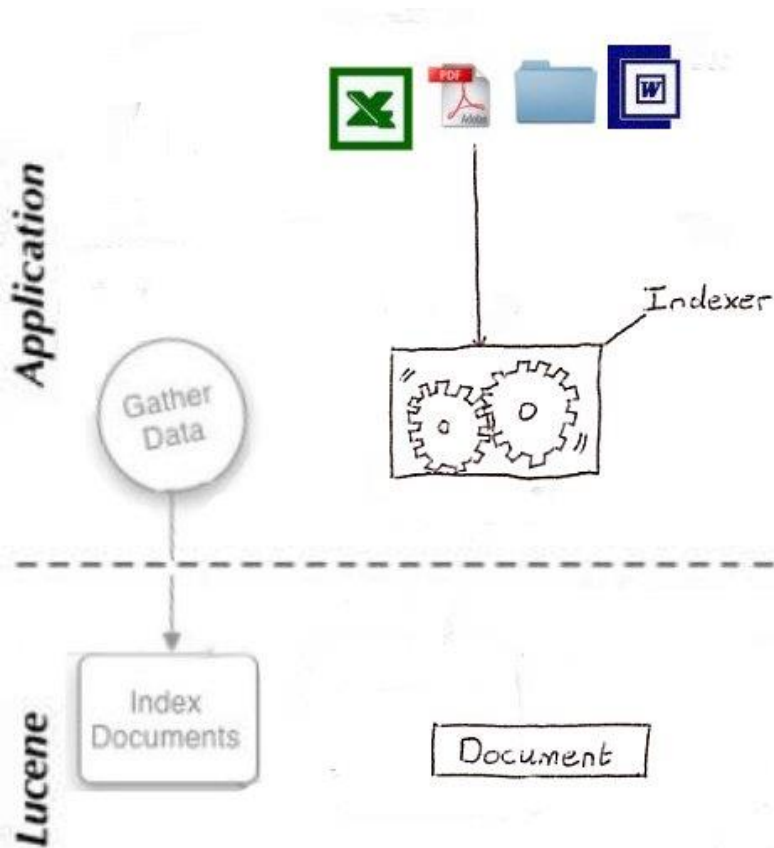 PDF
Adobe
W
Application
Indexer
Gather
Data
Lucene
Index
Documents
Document